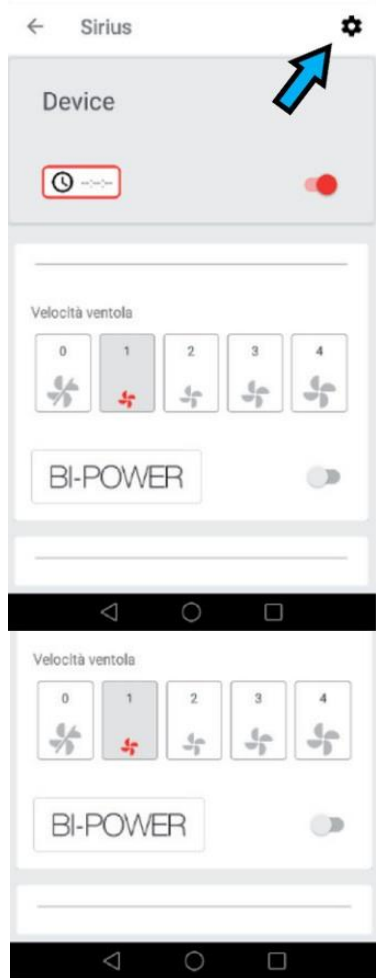 Sirius
Device
--:--:--
Velocità ventola
0 1 2 3 4
BI-POWER
Velocità ventola
0 1 2 3 4
BI-POWER